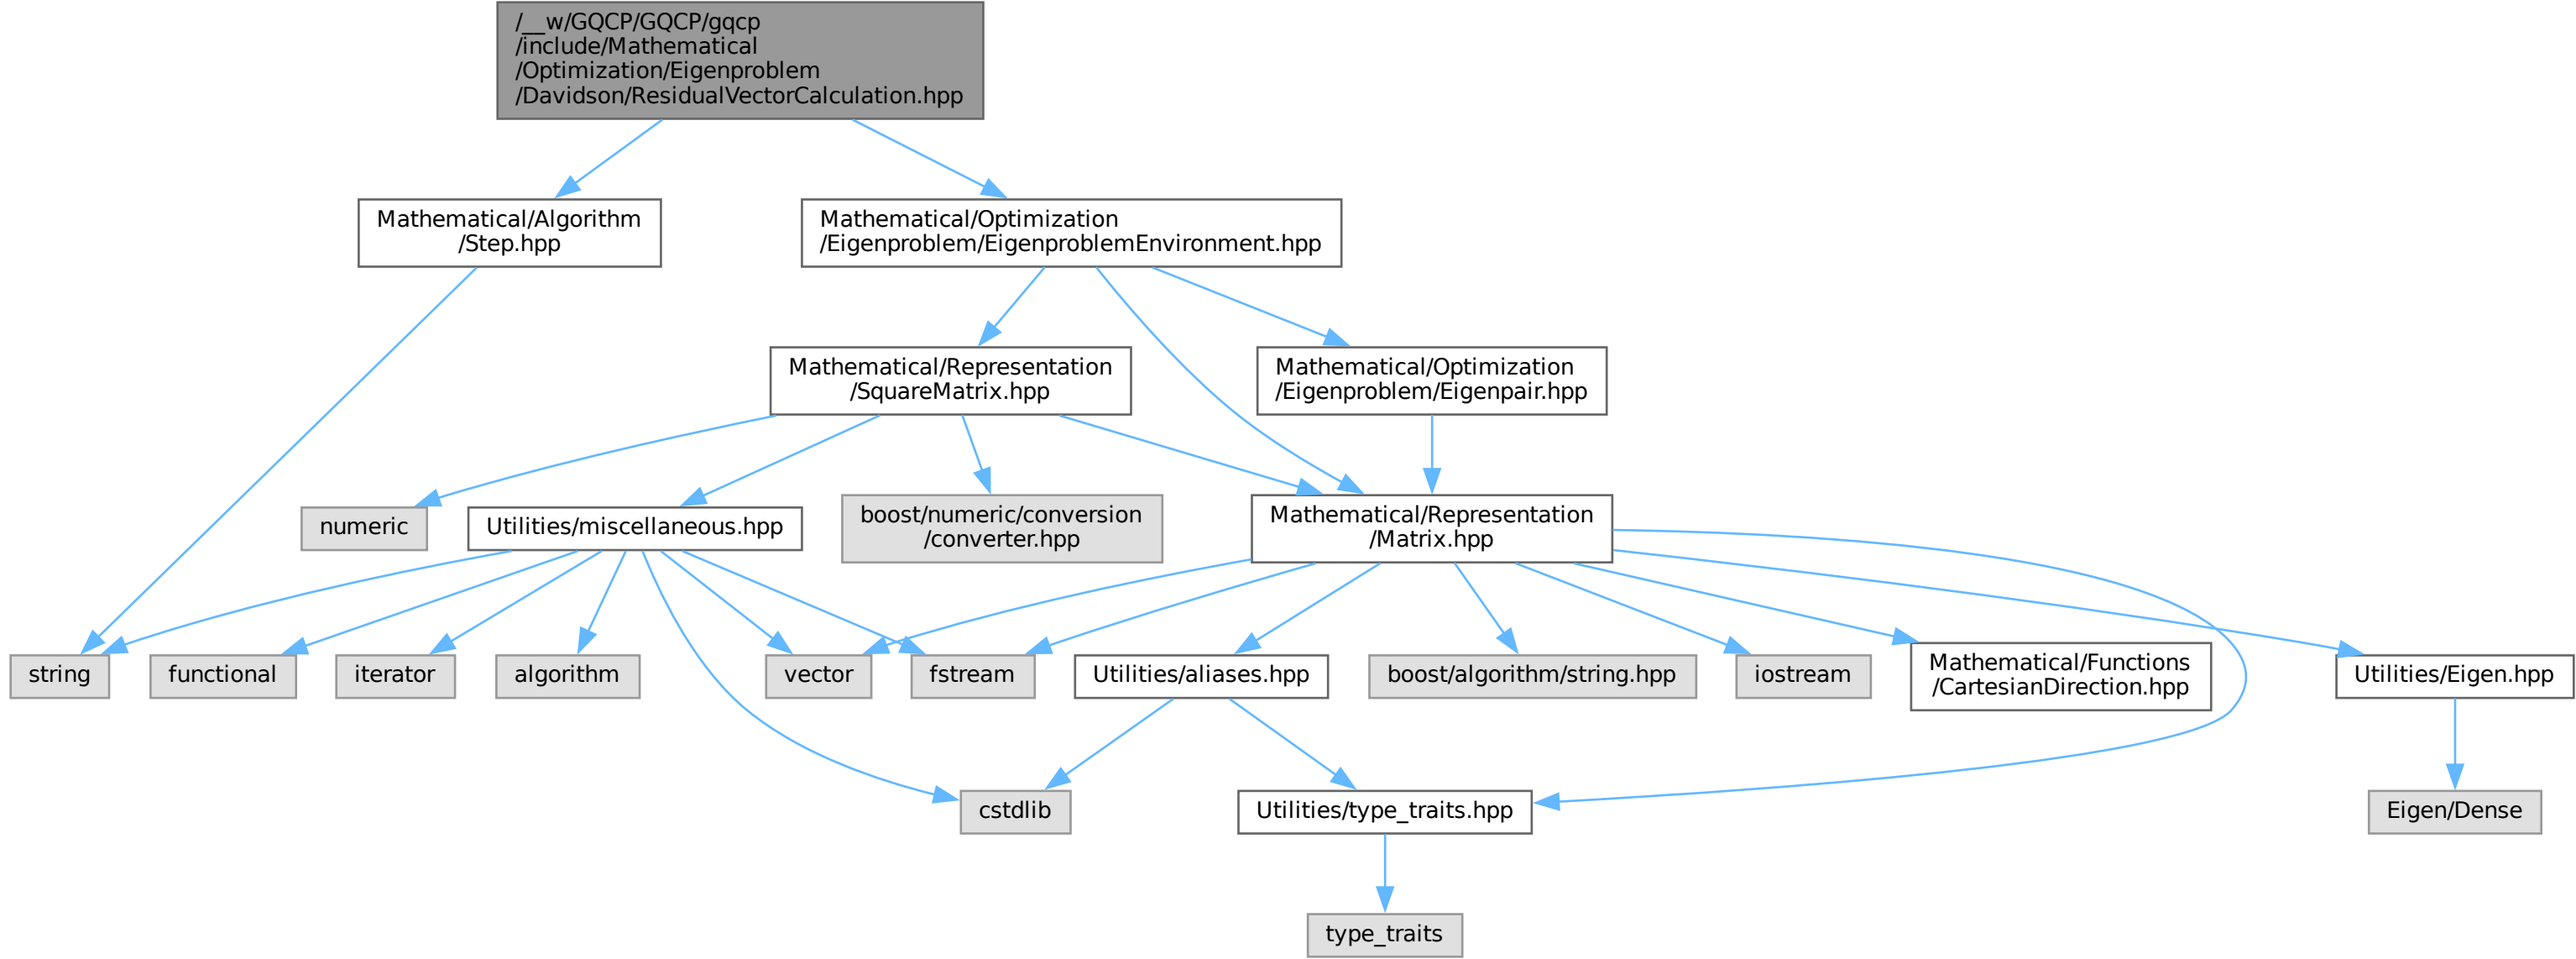 /__w/GQCP/GQCP/gqcp
/include/Mathematical
/Optimization/Eigenproblem
/Davidson/ResidualVectorCalculation.hpp
Mathematical/Algorithm
/Step.hpp
Mathematical/Optimization
/Eigenproblem/EigenproblemEnvironment.hpp
Mathematical/Representation
/SquareMatrix.hpp
Mathematical/Optimization
/Eigenproblem/Eigenpair.hpp
numeric
Utilities/miscellaneous.hpp
boost/numeric/conversion
/converter.hpp
Mathematical/Representation
/Matrix.hpp
string
functional
iterator
algorithm
vector
fstream
Utilities/aliases.hpp
boost/algorithm/string.hpp
iostream
Mathematical/Functions
/CartesianDirection.hpp
Utilities/Eigen.hpp
cstdlib
Utilities/type_traits.hpp
Eigen/Dense
type_traits